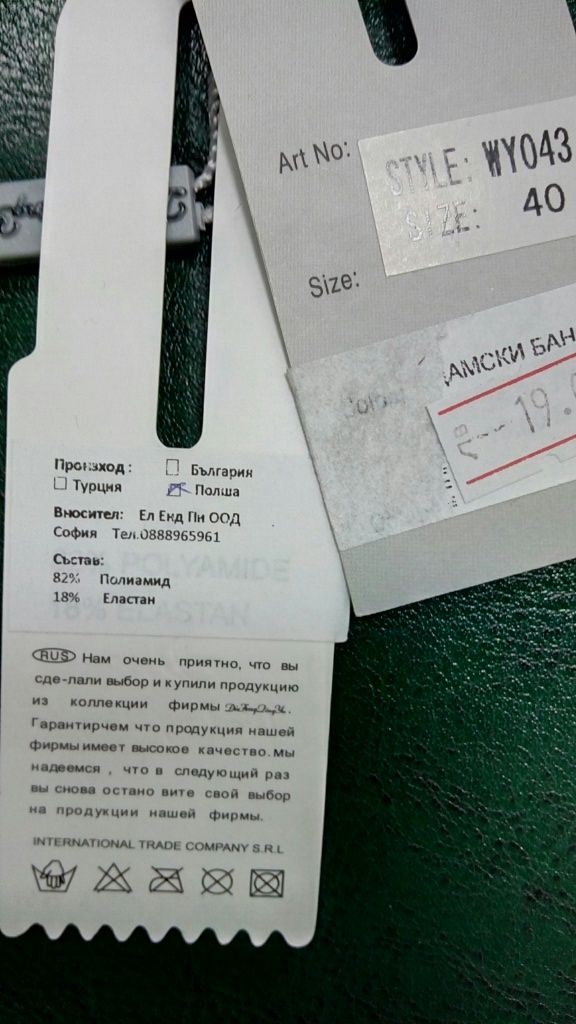 Art No:
STYLE: WY043
SIZE: 40
Size:
АМСКИ БАН
ЛВ-- 19.
Произход: България
Турция Полша
Вносител: Ел Енд Пи ООД
София Тел.0888965961
Състав:
82% Полиамид
18% Еластан
POLYAMIDE
18% ELASTAN
RUS Нам очень приятно, что вы
сде-лали выбор и купили продукцию
из коллекции фирмы
Гарантирчем что продукция нашей
фирмы имеет высокое качество. мы
надеемся , что в следующий раз
вы снова остано вите свой выбор
на продукции нашей фирмы.
INTERNATIONAL TRADE COMPANY S.R.L